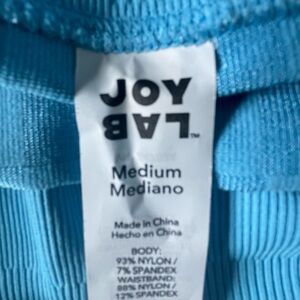 JOY
LAB™
Medium
Mediano
Made in China
Hecho en China
BODY:
93% NYLON /
7% SPANDEX
WAISTBAND:
88% NYLON /
12% SPANDEX